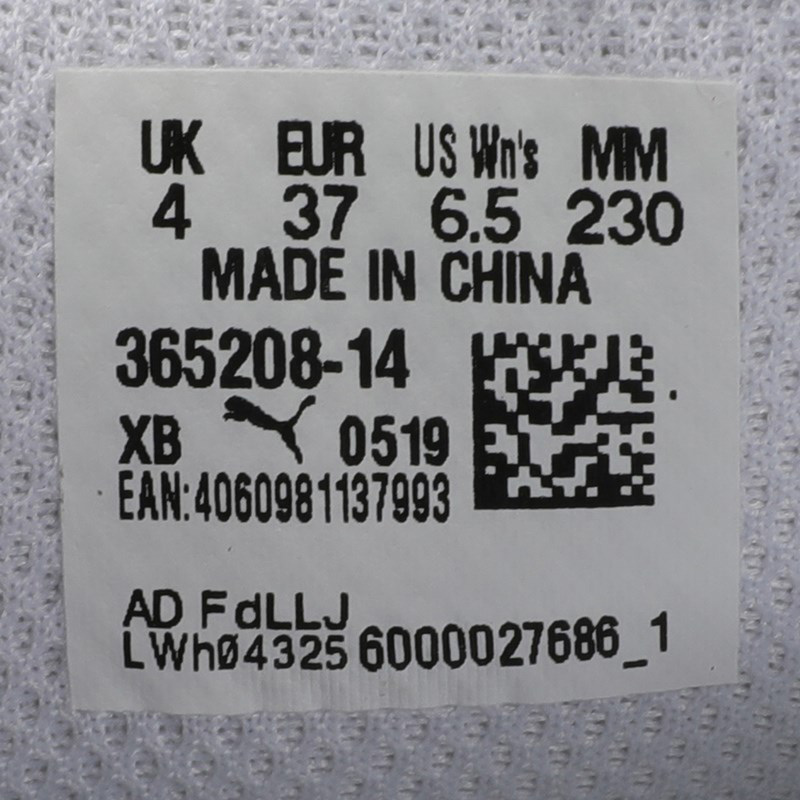 UK EUR US Wn's MM
4 37 6.5 230
MADE IN CHINA
365208-14
XB 0519
EAN:4060981137993
AD FdLLJ
LWhØ4325 6000027686_1